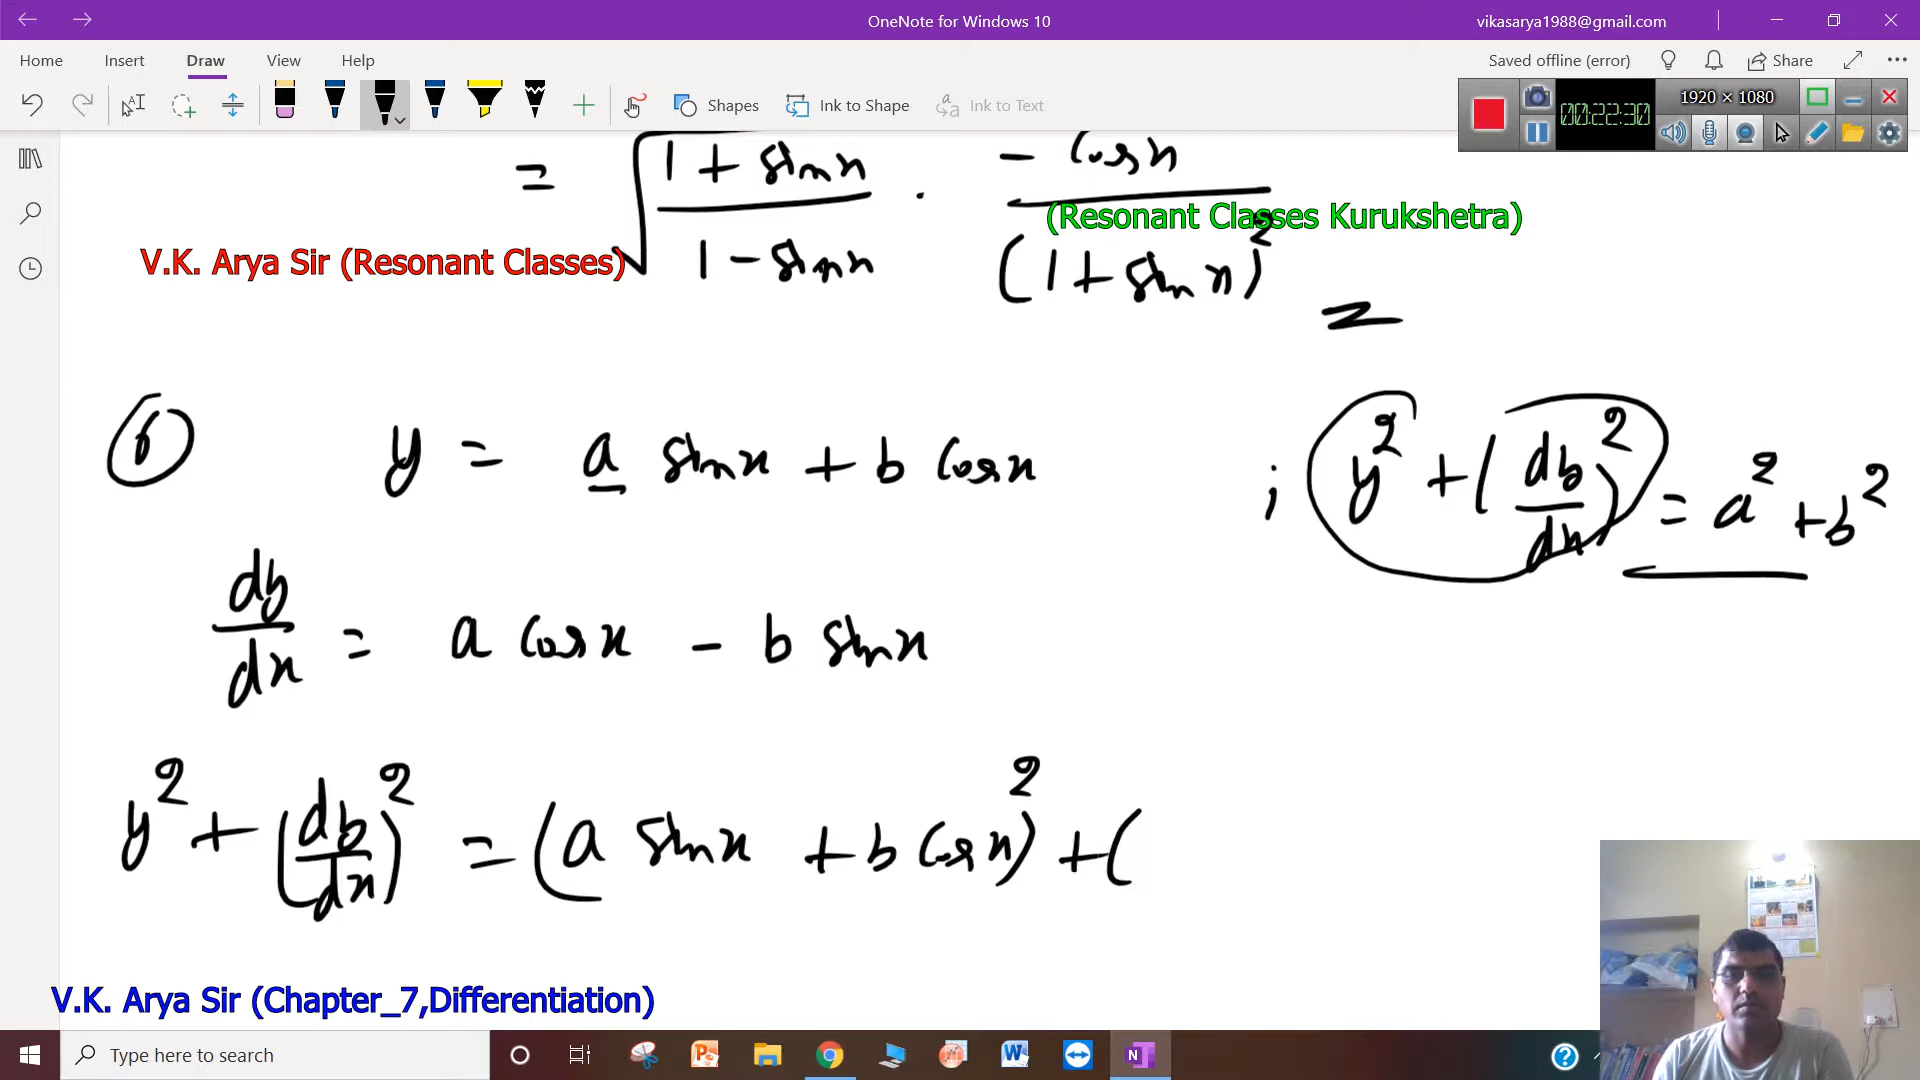 OneNote for Windows 10
vikasarya1988@gmail.com
Home Insert Draw View Help
Saved offline (error) Share
Shapes Ink to Shape Ink to Text
1920 × 1080
00:22:30
= √(1 + sin x / 1 - sin x) · - cos x / (1 + sin x)²
(Resonant Classes Kurukshetra)
V.K. Arya Sir (Resonant Classes)
=
⑥ y = a sin x + b cos x ; y² + (dy/dx)² = a² + b²
dy/dx = a cos x - b sin x
y² + (dy/dx)² = (a sin x + b cos x)² + (
V.K. Arya Sir (Chapter_7,Differentiation)
Type here to search